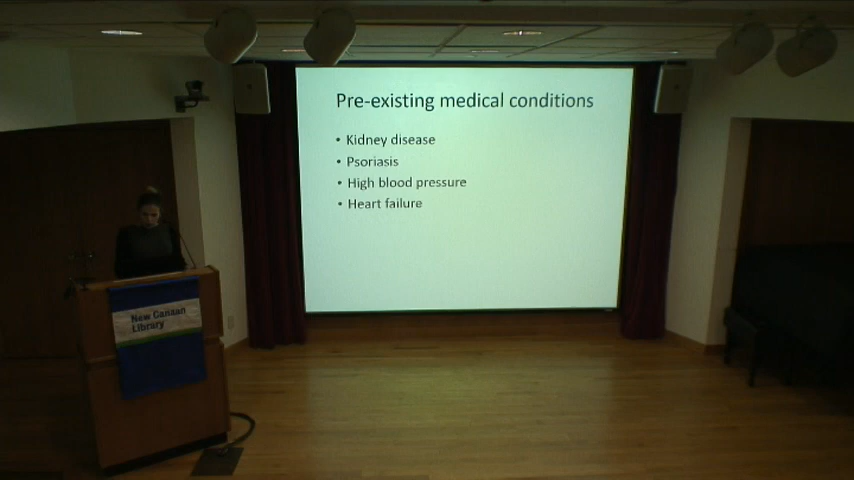 Pre-existing medical conditions
• Kidney disease
• Psoriasis
• High blood pressure
• Heart failure
New Canaan
Library